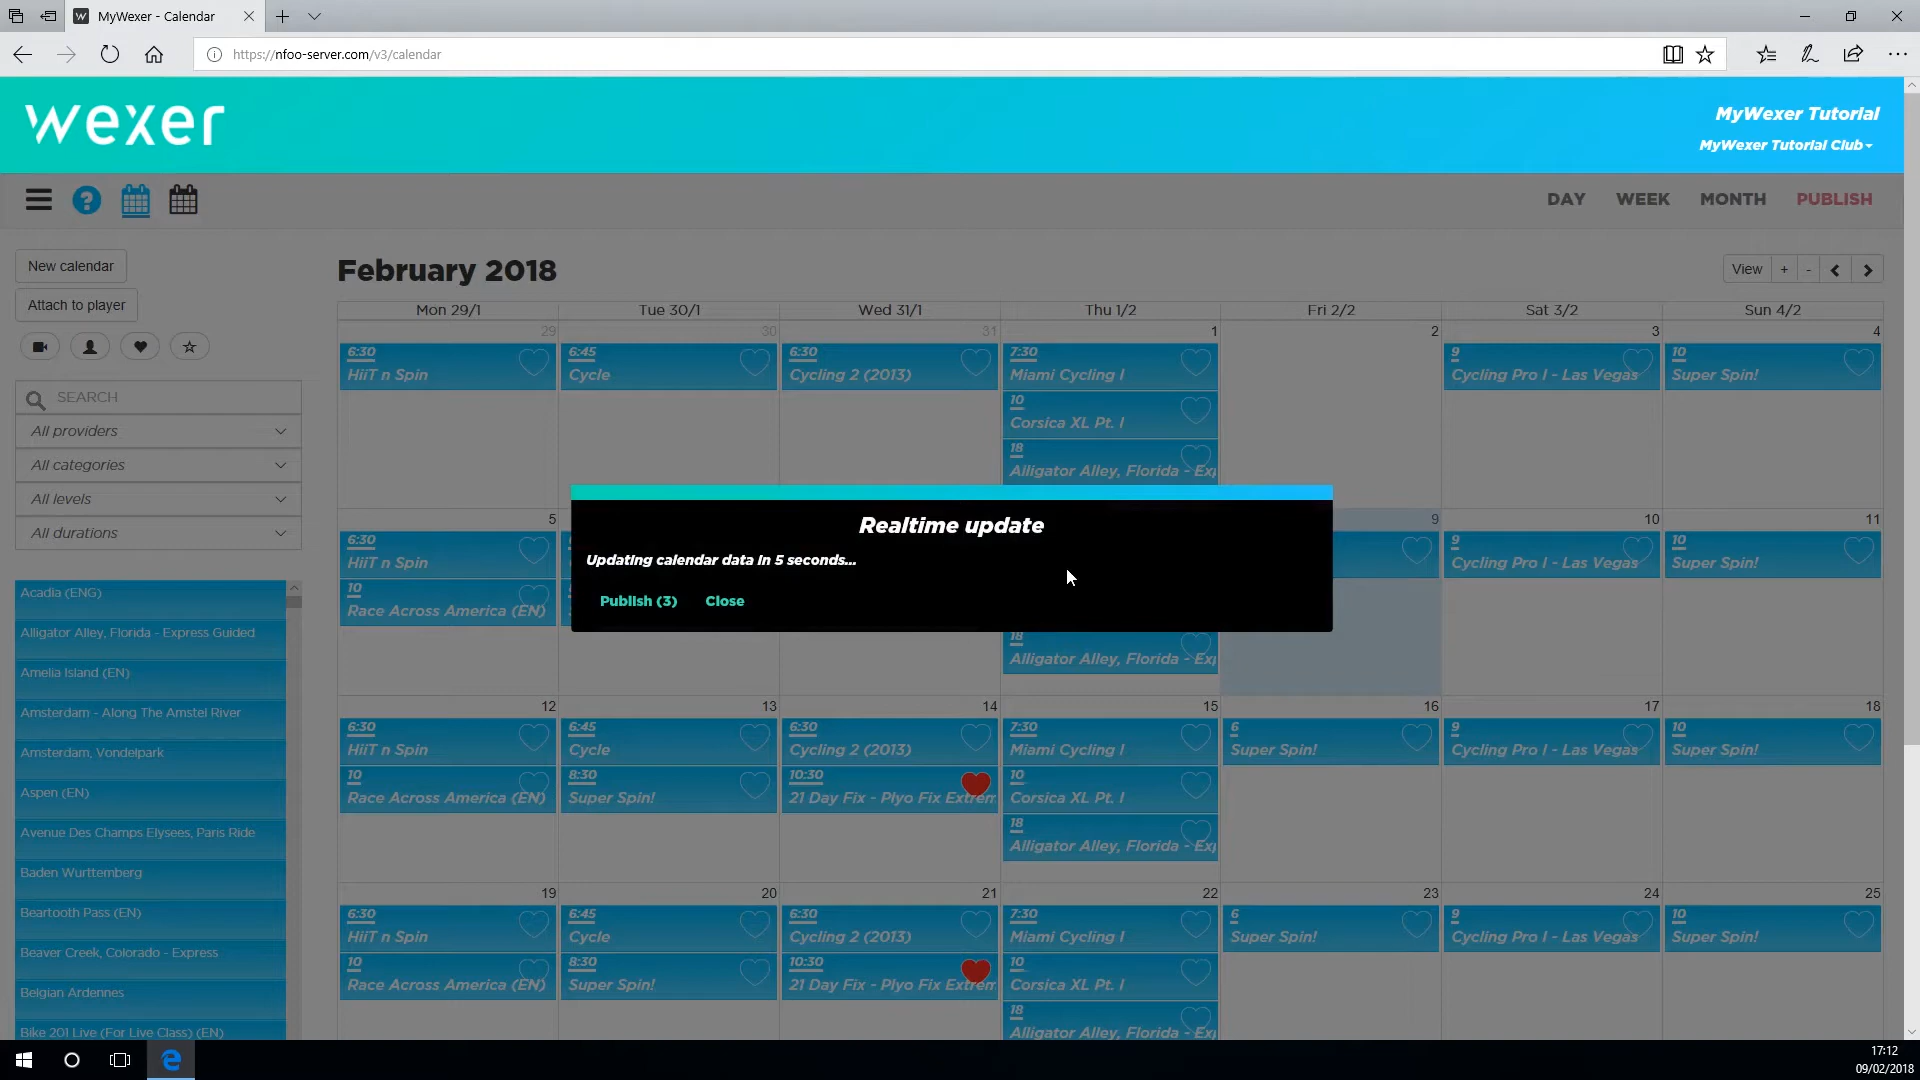 MyWexer - Calendar
https://nfoo-server.com/v3/calendar
wexer
MyWexer Tutorial
MyWexer Tutorial Club
?
DAY WEEK MONTH PUBLISH
New calendar
Attach to player
SEARCH
All providers
All categories
All levels
All durations
Acadia (ENG)
Alligator Alley, Florida - Express Guided
Amelia Island (EN)
Amsterdam - Along The Amstel River
Amsterdam, Vondelpark
Aspen (EN)
Avenue Des Champs Elysees, Paris Ride
Baden Wurttemberg
Beartooth Pass (EN)
Beaver Creek, Colorado - Express
Belgian Ardennes
Bike 201 Live (For Live Class) (EN)
February 2018
View + -
Mon 29/1 Tue 30/1 Wed 31/1 Thu 1/2 Fri 2/2 Sat 3/2 Sun 4/2
29 30 31 1 2 3 4
6:30 6:45 6:30 7:30 9 10
HiiT n Spin Cycle Cycling 2 (2013) Miami Cycling I Cycling Pro I - Las Vegas Super Spin!
10
Corsica XL Pt. I
18
Alligator Alley, Florida - Exp
5 9 10 11
6:30 9 10
HiiT n Spin Cycling Pro I - Las Vegas Super Spin!
10
Race Across America (EN)
18
Alligator Alley, Florida - Exp
Realtime update
Updating calendar data in 5 seconds...
Publish (3) Close
12 13 14 15 16 17 18
6:30 6:45 6:30 7:30 6 9 10
HiiT n Spin Cycle Cycling 2 (2013) Miami Cycling I Super Spin! Cycling Pro I - Las Vegas Super Spin!
10 8:30 10:30 10
Race Across America (EN) Super Spin! 21 Day Fix - Plyo Fix Extrem Corsica XL Pt. I
18
Alligator Alley, Florida - Exp
19 20 21 22 23 24 25
6:30 6:45 6:30 7:30 6 9 10
HiiT n Spin Cycle Cycling 2 (2013) Miami Cycling I Super Spin! Cycling Pro I - Las Vegas Super Spin!
10 8:30 10:30 10
Race Across America (EN) Super Spin! 21 Day Fix - Plyo Fix Extrem Corsica XL Pt. I
18
Alligator Alley, Florida - Exp
17:12
09/02/2018